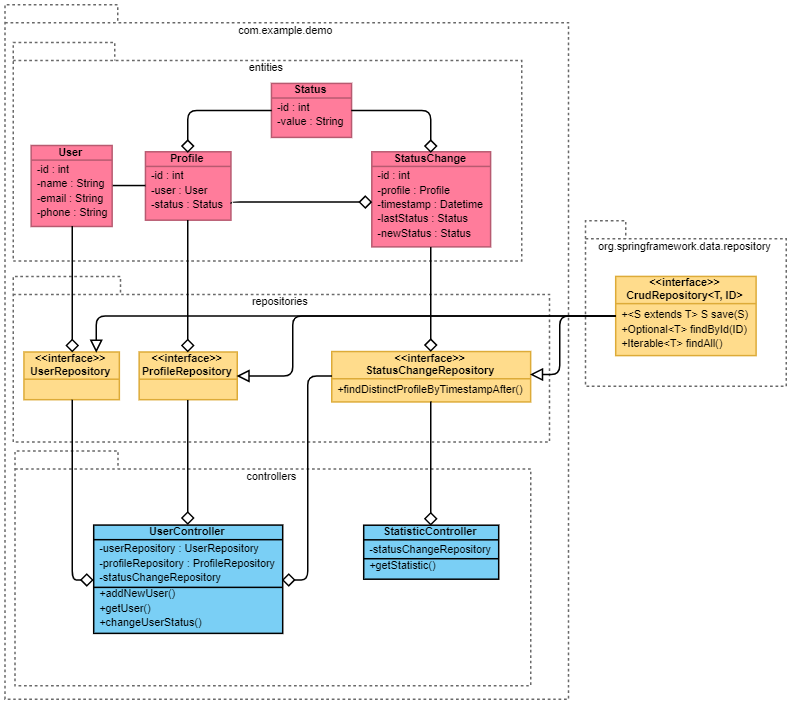 com.example.demo
entities
Status
-id : int
-value : String
User
-id : int
-name : String
-email : String
-phone : String
Profile
-id : int
-user : User
-status : Status
StatusChange
-id : int
-profile : Profile
-timestamp : Datetime
-lastStatus : Status
-newStatus : Status
org.springframework.data.repository
<<interface>>
CrudRepository<T, ID>
+<S extends T> S save(S)
+Optional<T> findById(ID)
+Iterable<T> findAll()
repositories
<<interface>>
UserRepository
<<interface>>
ProfileRepository
<<interface>>
StatusChangeRepository
+findDistinctProfileByTimestampAfter()
controllers
UserController
-userRepository : UserRepository
-profileRepository : ProfileRepository
-statusChangeRepository
+addNewUser()
+getUser()
+changeUserStatus()
StatisticController
-statusChangeRepository
+getStatistic()